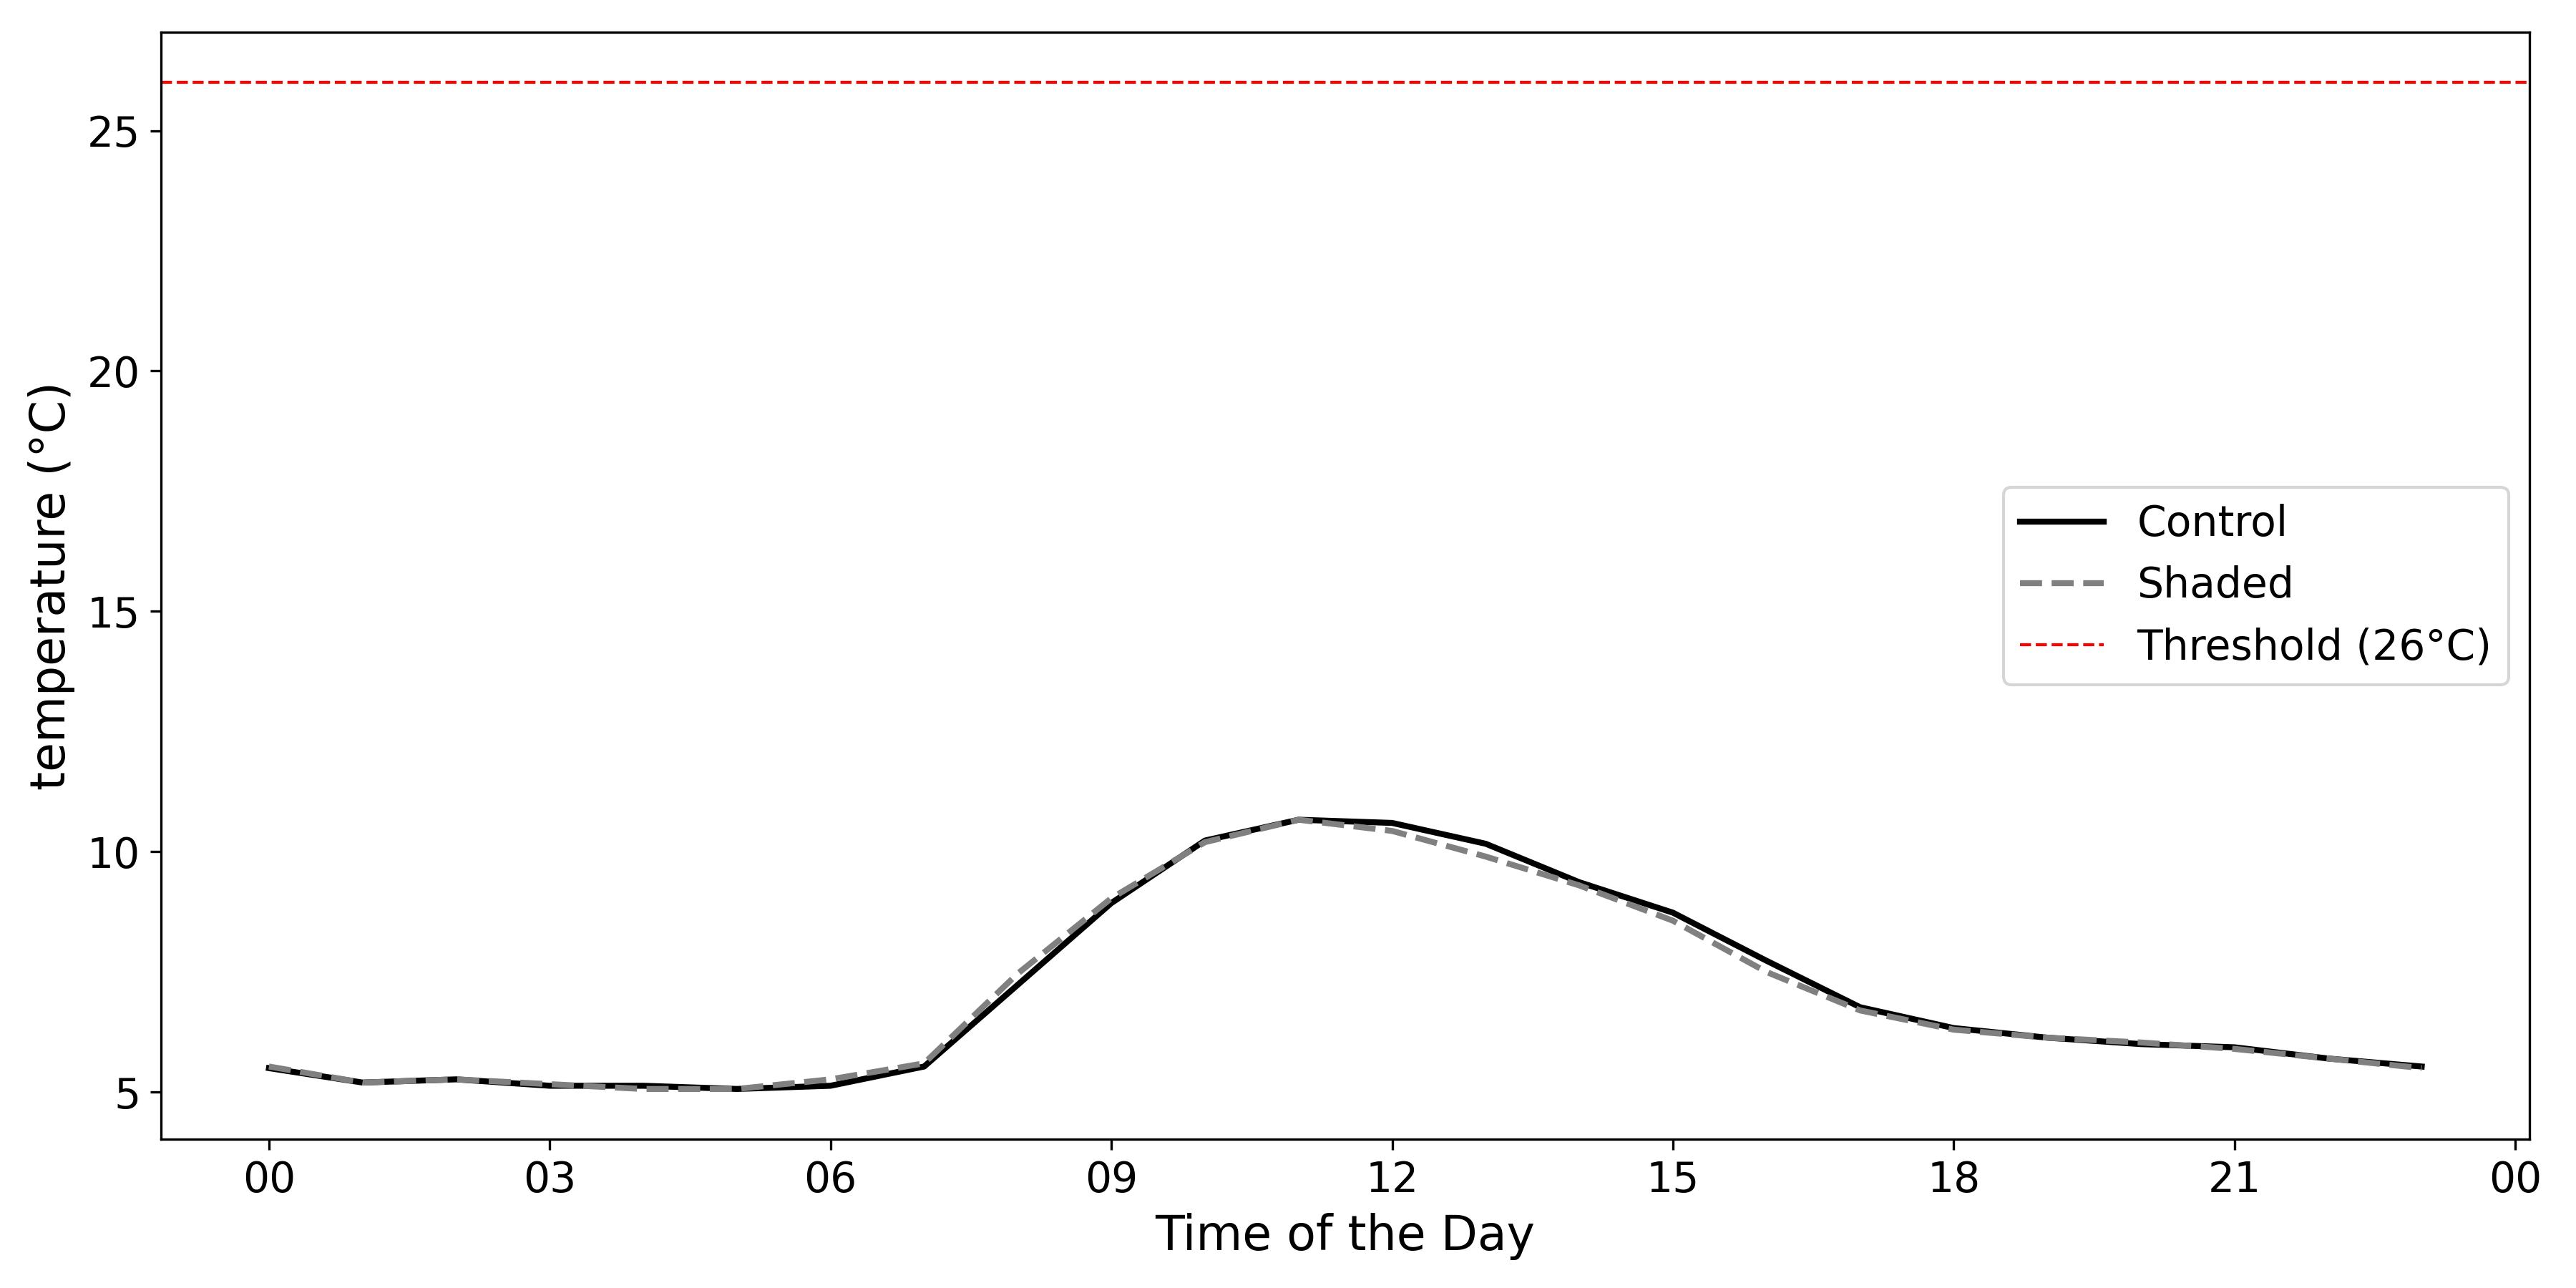 25
20
15
10
5
temperature (°C)
Control
Shaded
Threshold (26°C)
00 03 06 09 12 15 18 21 00
Time of the Day